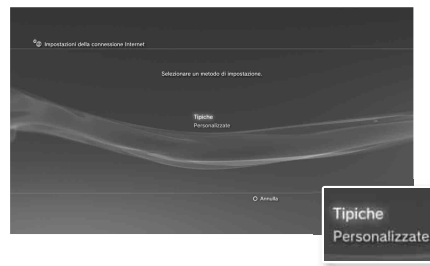 Impostazioni della connessione Internet
Selezionare un metodo di impostazione.
Tipiche
Personalizzate
Annulla
Tipiche
Personalizzate